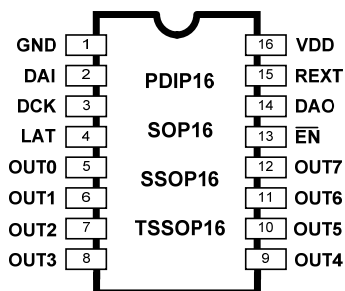 GND 1 16 VDD
DAI 2 PDIP16 15 REXT
DCK 3 14 DAO
LAT 4 SOP16 13 E̅N̅
OUT0 5 SSOP16 12 OUT7
OUT1 6 11 OUT6
OUT2 7 TSSOP16 10 OUT5
OUT3 8 9 OUT4